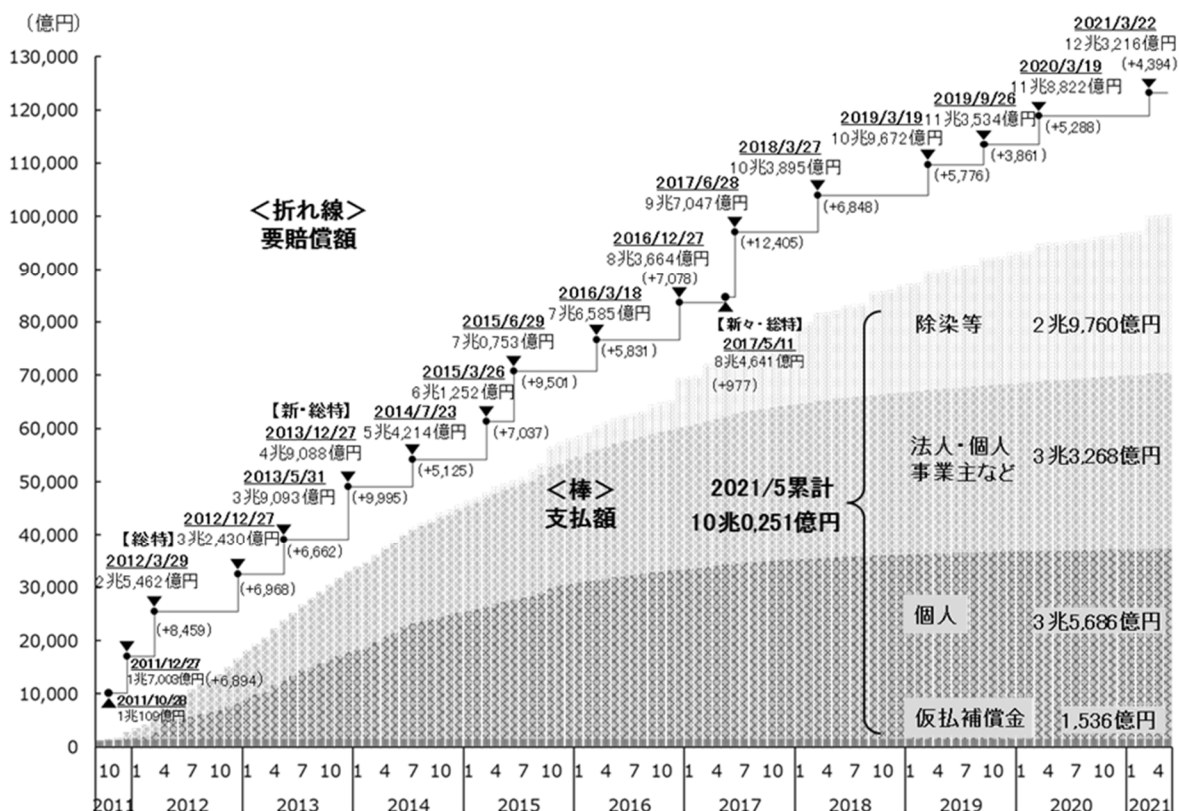 （億円）
130,000
120,000
110,000
100,000
90,000
80,000
70,000
60,000
50,000
40,000
30,000
20,000
10,000
0
2021/3/22
12兆3,216億円
(+4,394)
2020/3/19
11兆8,822億円
(+5,288)
2019/9/26
11兆3,534億円
(+3,861)
2019/3/19
10兆9,672億円
(+5,776)
2018/3/27
10兆3,895億円
(+6,848)
2017/6/28
9兆7,047億円
(+12,405)
【新々・総特】
2017/5/11
8兆4,641億円
(+977)
2016/12/27
8兆3,664億円
(+7,078)
2016/3/18
7兆6,585億円
(+5,831)
2015/6/29
7兆0,753億円
(+9,501)
2015/3/26
6兆1,252億円
(+7,037)
2014/7/23
5兆4,214億円
(+5,125)
【新・総特】
2013/12/27
4兆9,088億円
(+9,995)
2013/5/31
3兆9,093億円
(+6,662)
2012/12/27
3兆2,430億円
(+6,968)
【総特】
2012/3/29
2兆5,462億円
(+8,459)
2011/12/27
1兆7,003億円(+6,894)
2011/10/28
1兆109億円
＜折れ線＞
要賠償額
＜棒＞
支払額
2021/5累計
10兆0,251億円
除染等 2兆9,760億円
法人・個人
事業主など
3兆3,268億円
個人 3兆5,686億円
仮払補償金 1,536億円
10 1 4 7 10 1 4 7 10 1 4 7 10 1 4 7 10 1 4 7 10 1 4 7 10 1 4 7 10 1 4 7 10 1 4 7 10 1 4
2011 2012 2013 2014 2015 2016 2017 2018 2019 2020 2021